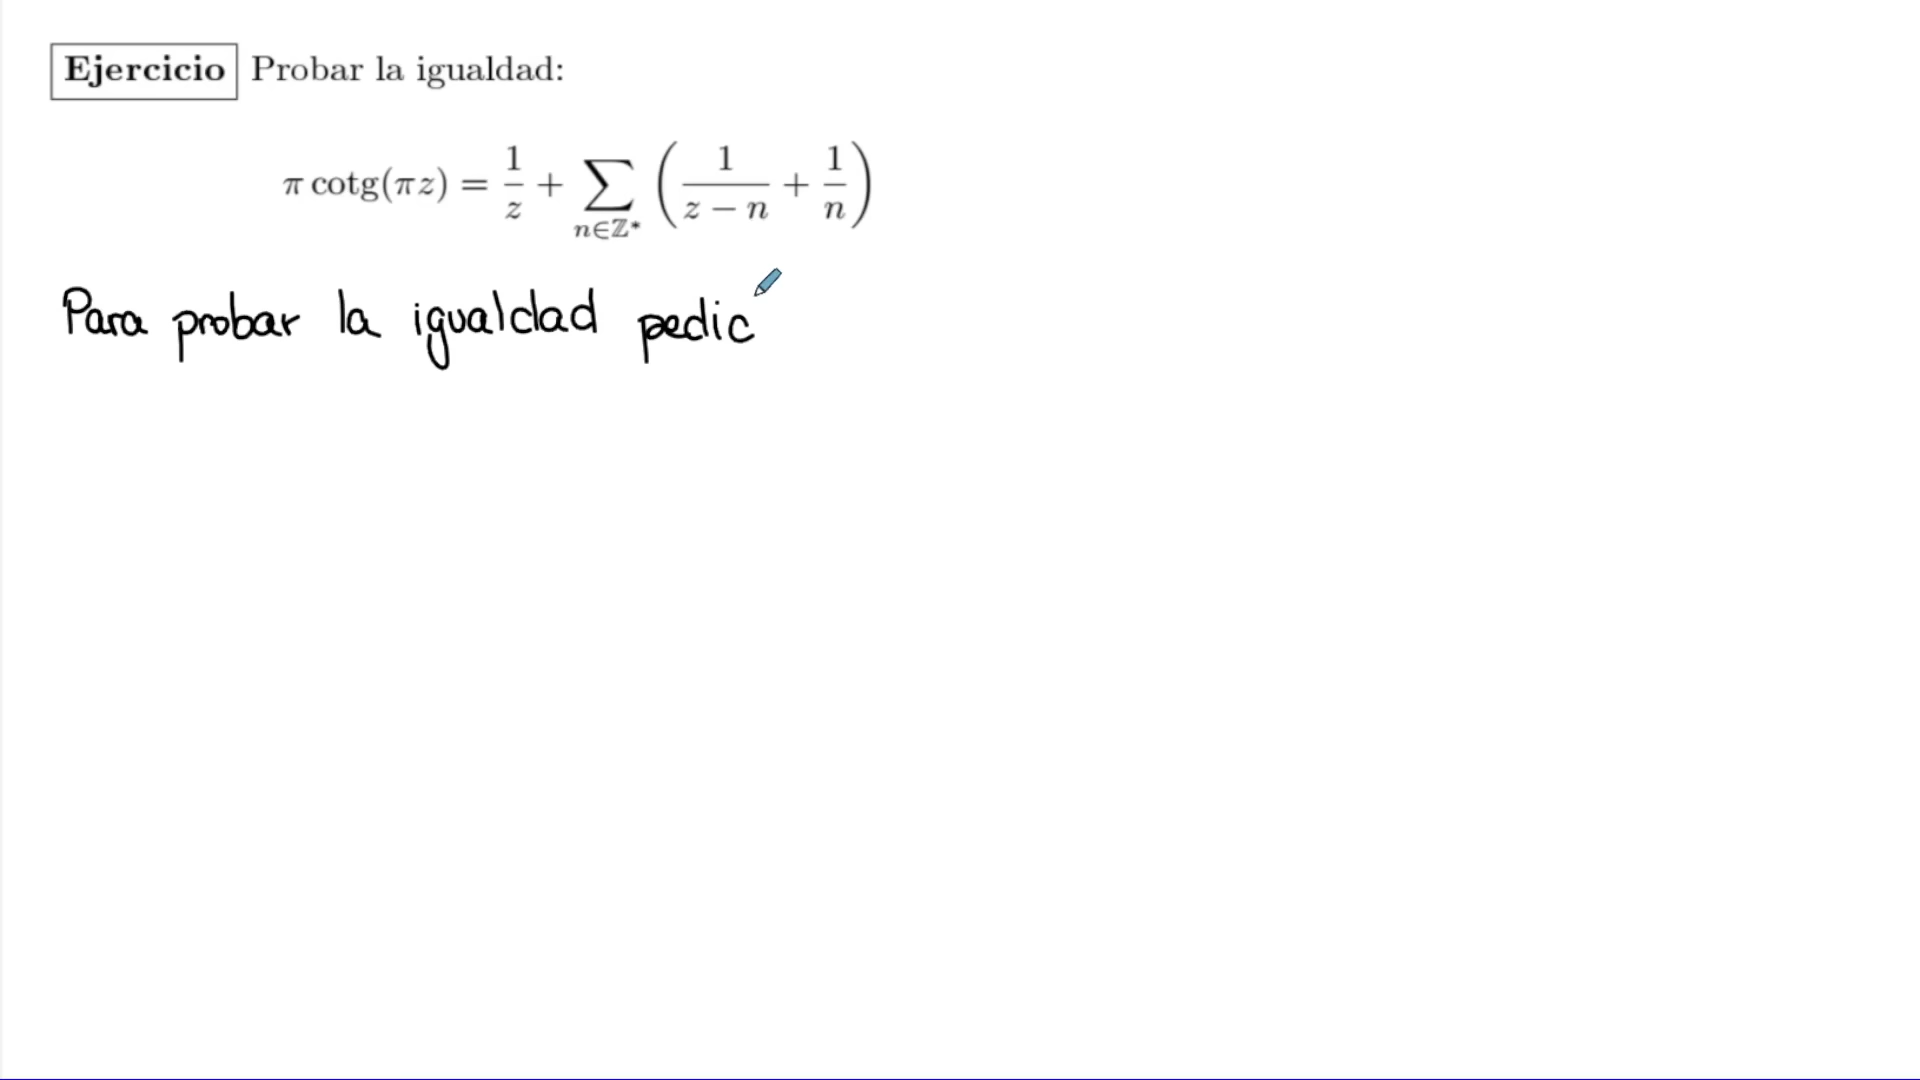 Ejercicio Probar la igualdad:
π cotg(πz) = 1/z + ∑_{n∈ℤ*} (1/(z − n) + 1/n)
Para probar la igualdad pedic